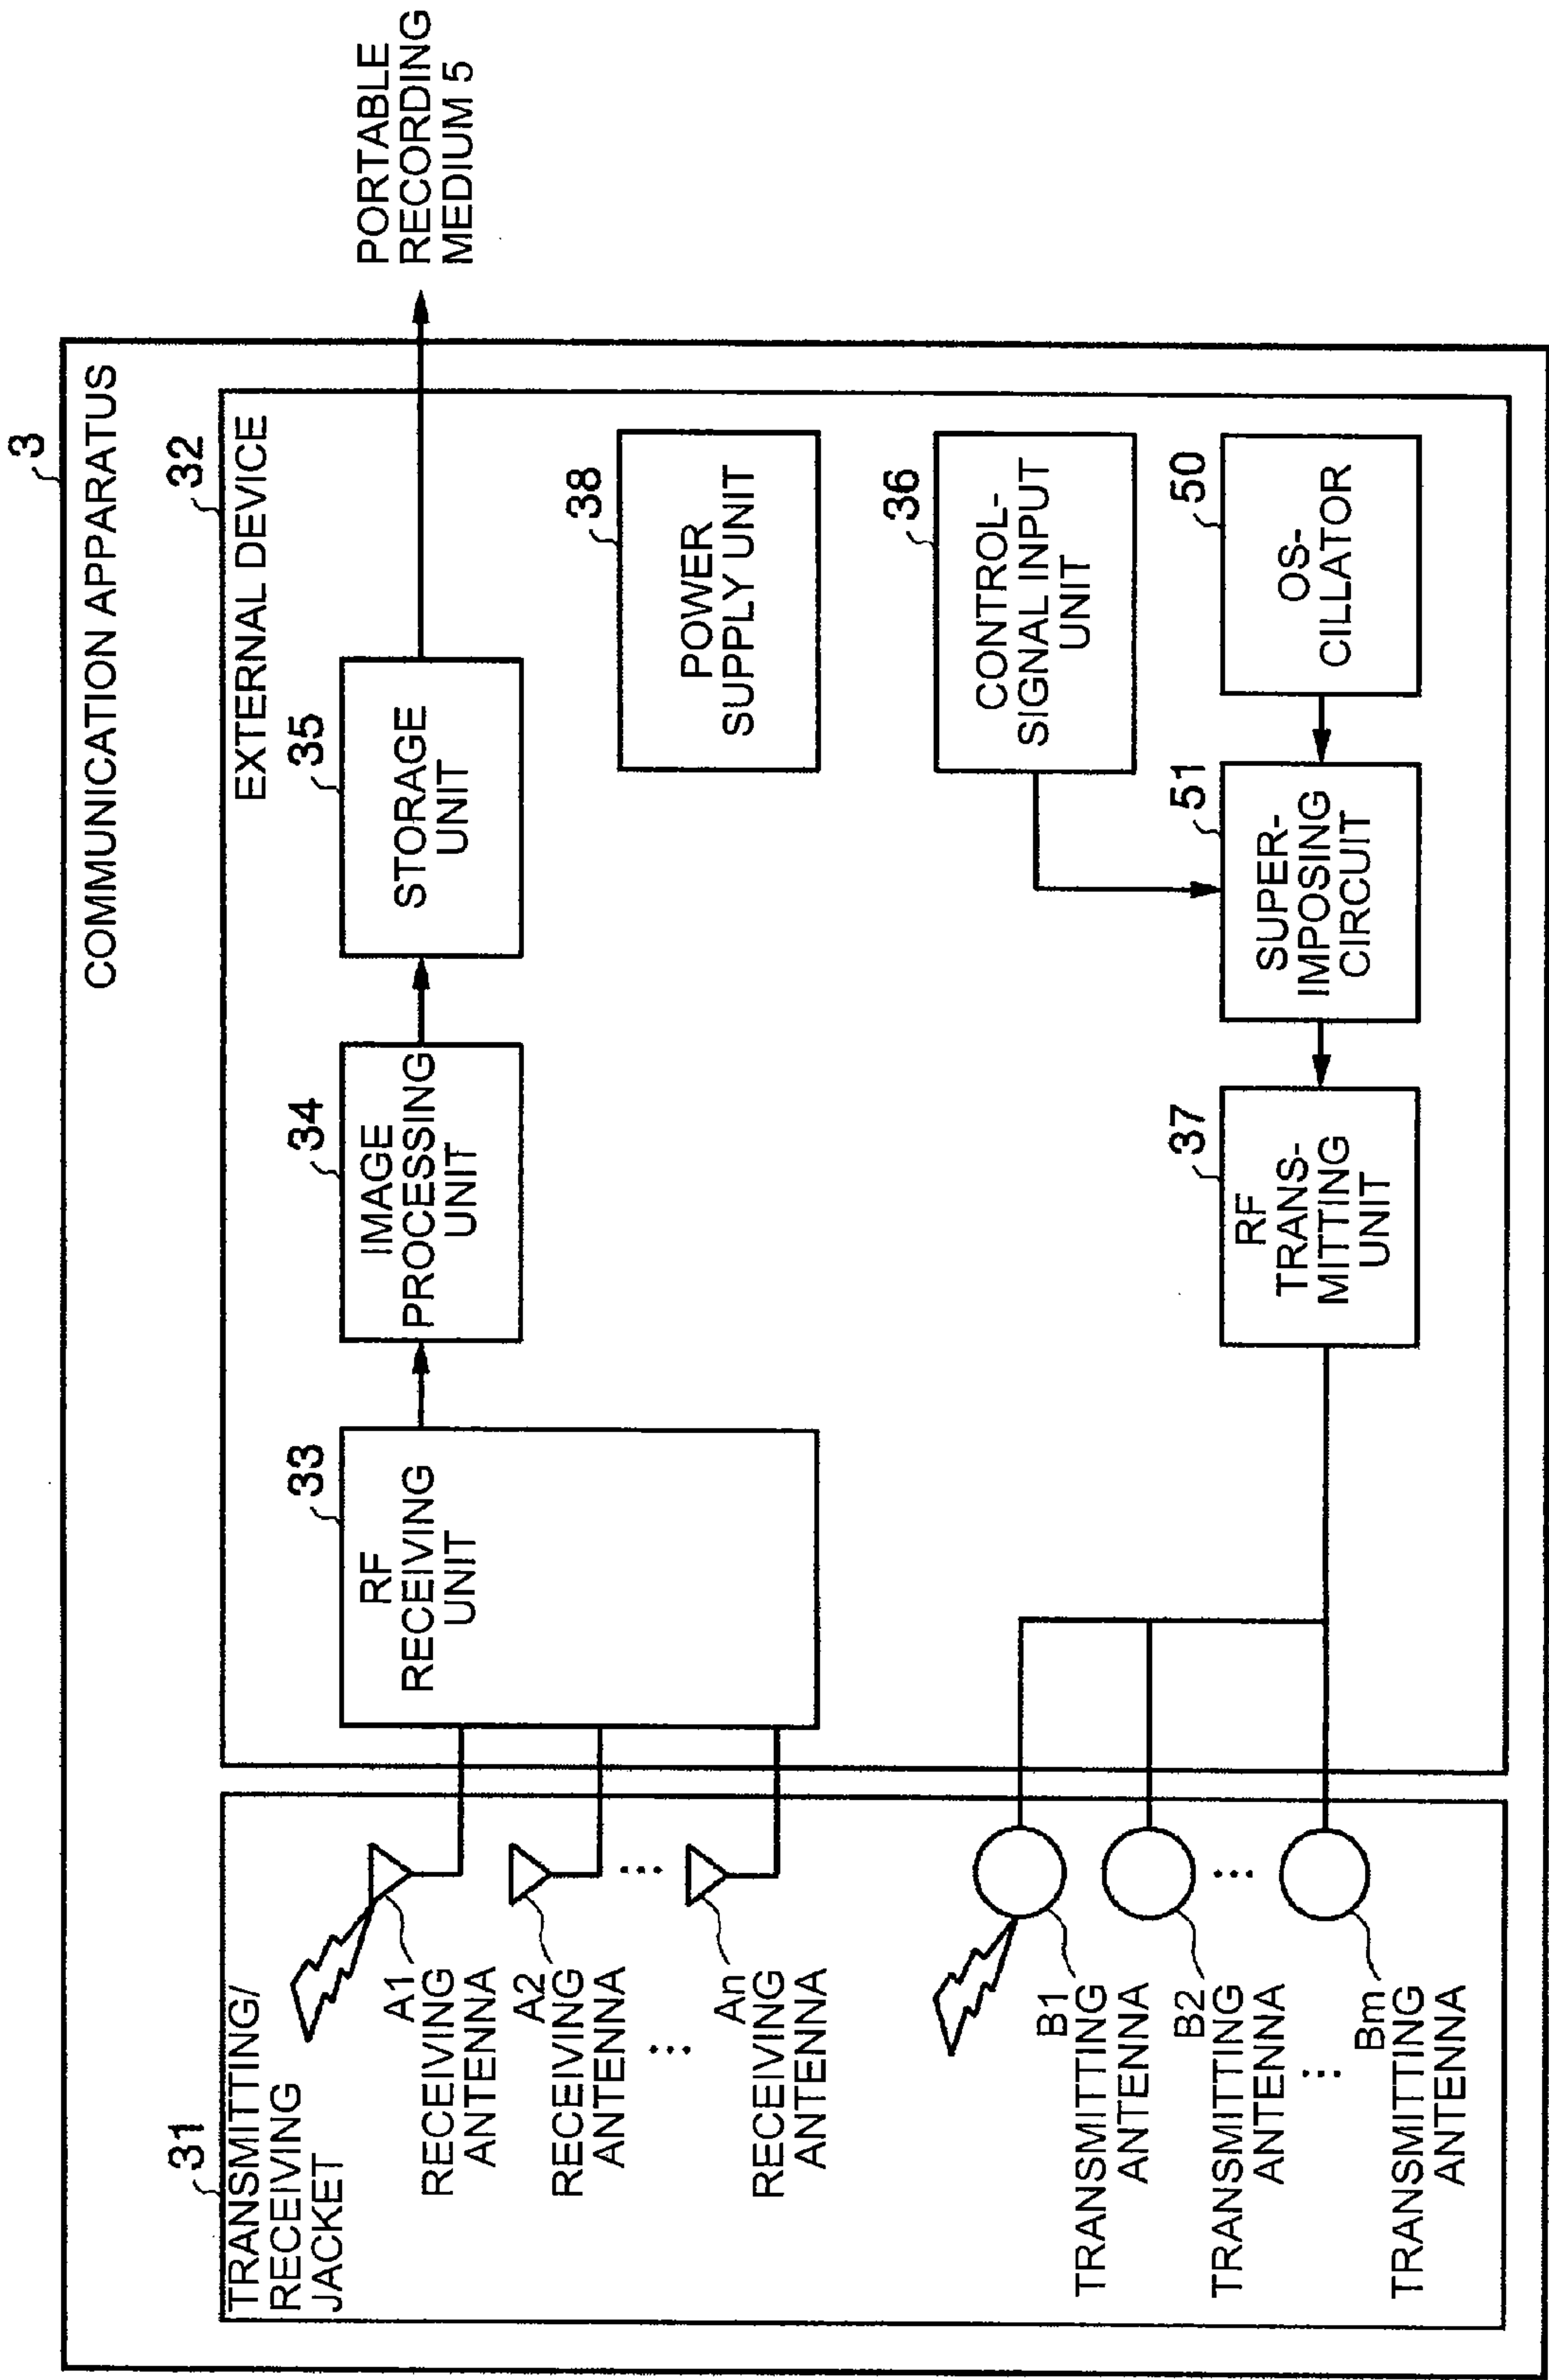 3
COMMUNICATION APPARATUS
31
TRANSMITTING/
RECEIVING
JACKET
A1
RECEIVING
ANTENNA
A2
RECEIVING
ANTENNA
...
...
An
RECEIVING
ANTENNA
B1
TRANSMITTING
ANTENNA
B2
TRANSMITTING
ANTENNA
...
...
Bm
TRANSMITTING
ANTENNA
32
EXTERNAL DEVICE
33
RF
RECEIVING
UNIT
34
IMAGE
PROCESSING
UNIT
35
STORAGE
UNIT
PORTABLE
RECORDING
MEDIUM 5
38
POWER
SUPPLY UNIT
36
CONTROL-
SIGNAL INPUT
UNIT
37
RF
TRANS-
MITTING
UNIT
51
SUPER-
IMPOSING
CIRCUIT
50
OS-
CILLATOR